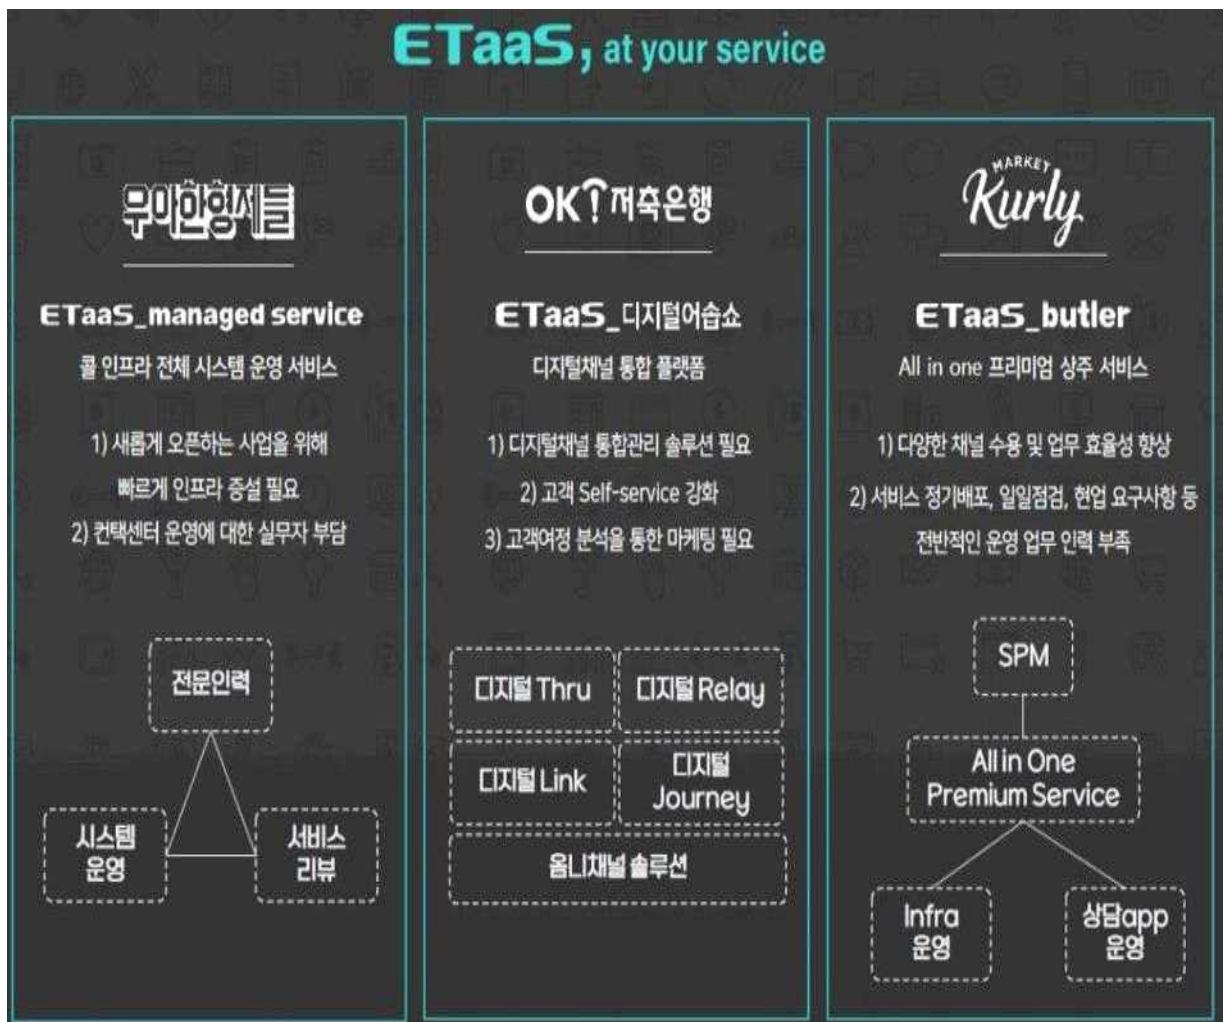 ETaaS, at your service
우아한형제들
ETaaS_managed service
콜 인프라 전체 시스템 운영 서비스
1) 새롭게 오픈하는 사업을 위해
빠르게 인프라 증설 필요
2) 컨택센터 운영에 대한 실무자 부담
전문인력
시스템
운영
서비스
리뷰
OK!저축은행
ETaaS_디지털어습쇼
디지털채널 통합 플랫폼
1) 디지털채널 통합관리 솔루션 필요
2) 고객 Self-service 강화
3) 고객여정 분석을 통한 마케팅 필요
디지털 Thru
디지털 Relay
디지털 Link
디지털
Journey
옴니채널 솔루션
MARKET
Kurly
ETaaS_butler
All in one 프리미엄 상주 서비스
1) 다양한 채널 수용 및 업무 효율성 향상
2) 서비스 정기배포, 일일점검, 현업 요구사항 등
전반적인 운영 업무 인력 부족
SPM
All in One
Premium Service
Infra
운영
상담app
운영